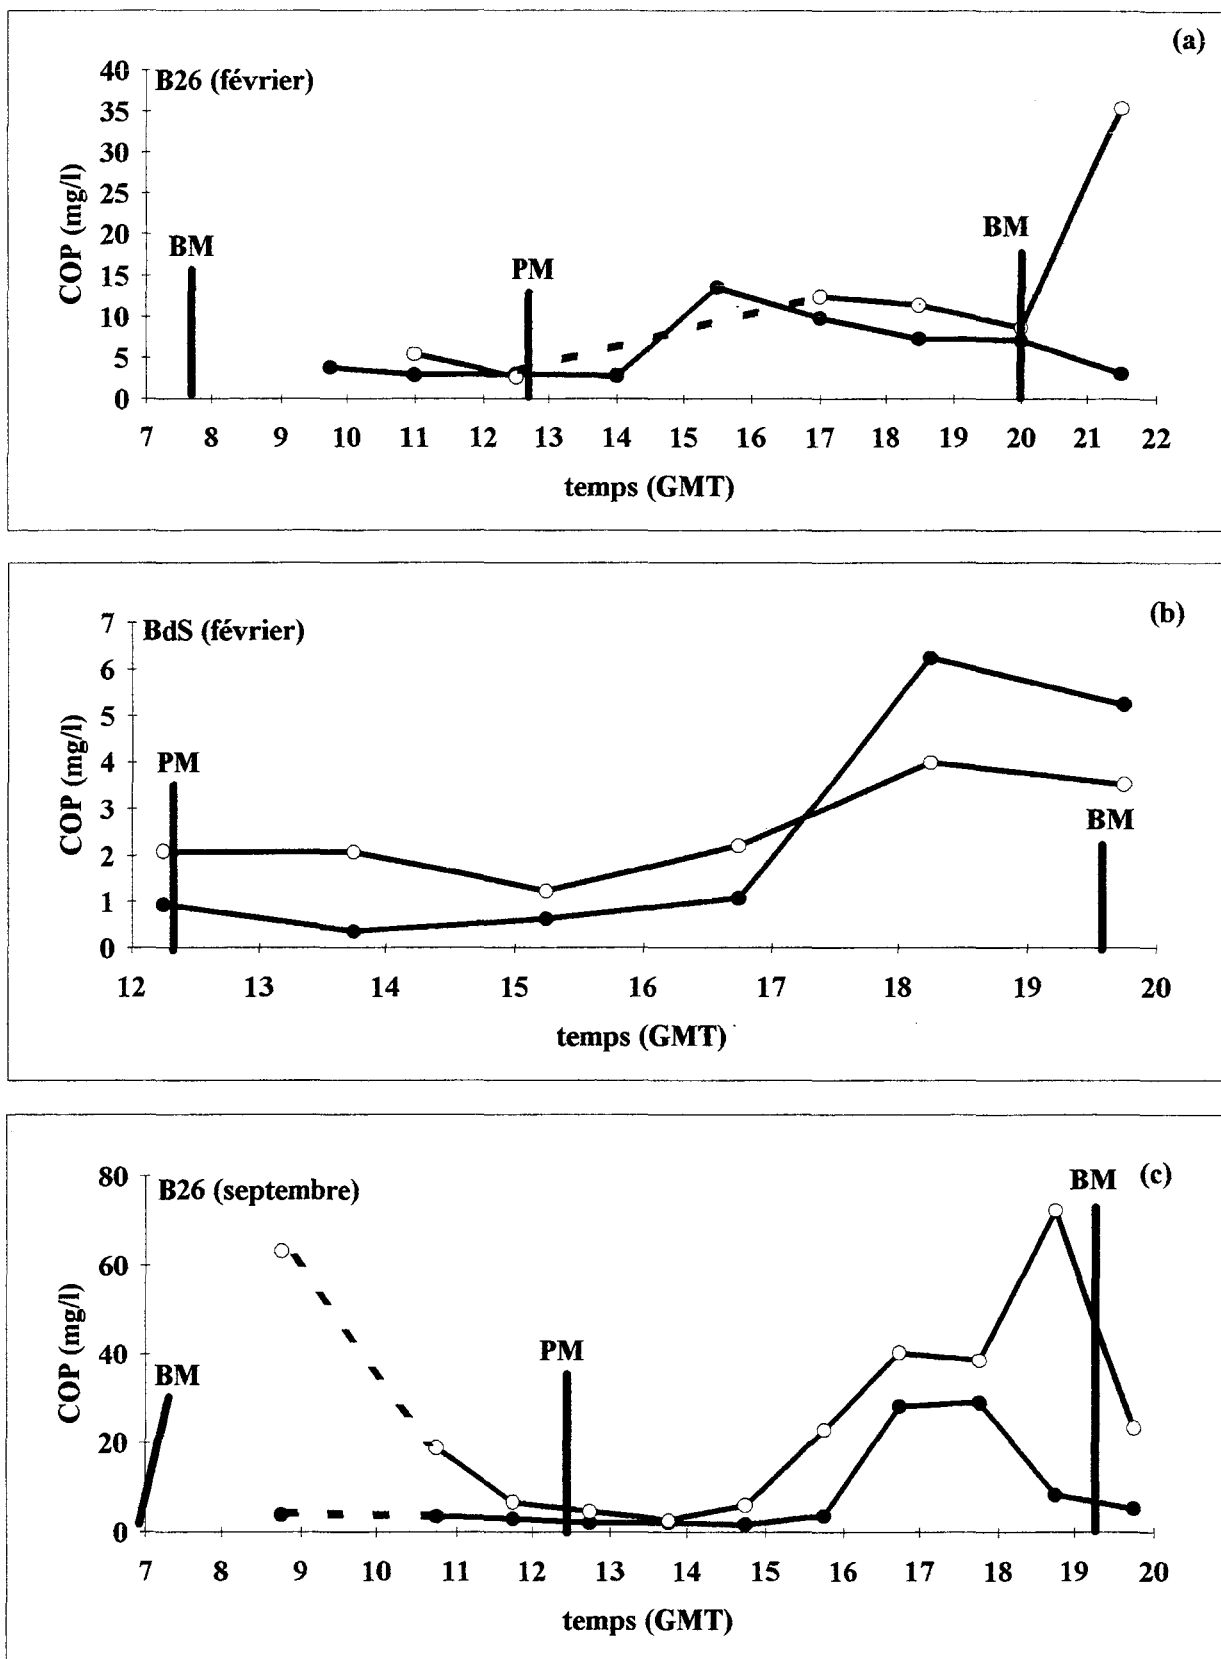 (a)
B26 (février)
40
35
30
25
20
15
10
5
0
COP (mg/l)
BM
PM
BM
7 8 9 10 11 12 13 14 15 16 17 18 19 20 21 22
temps (GMT)
(b)
BdS (février)
7
6
5
4
3
2
1
0
COP (mg/l)
PM
BM
12 13 14 15 16 17 18 19 20
temps (GMT)
(c)
B26 (septembre)
80
60
40
20
0
COP (mg/l)
BM
PM
BM
7 8 9 10 11 12 13 14 15 16 17 18 19 20
temps (GMT)